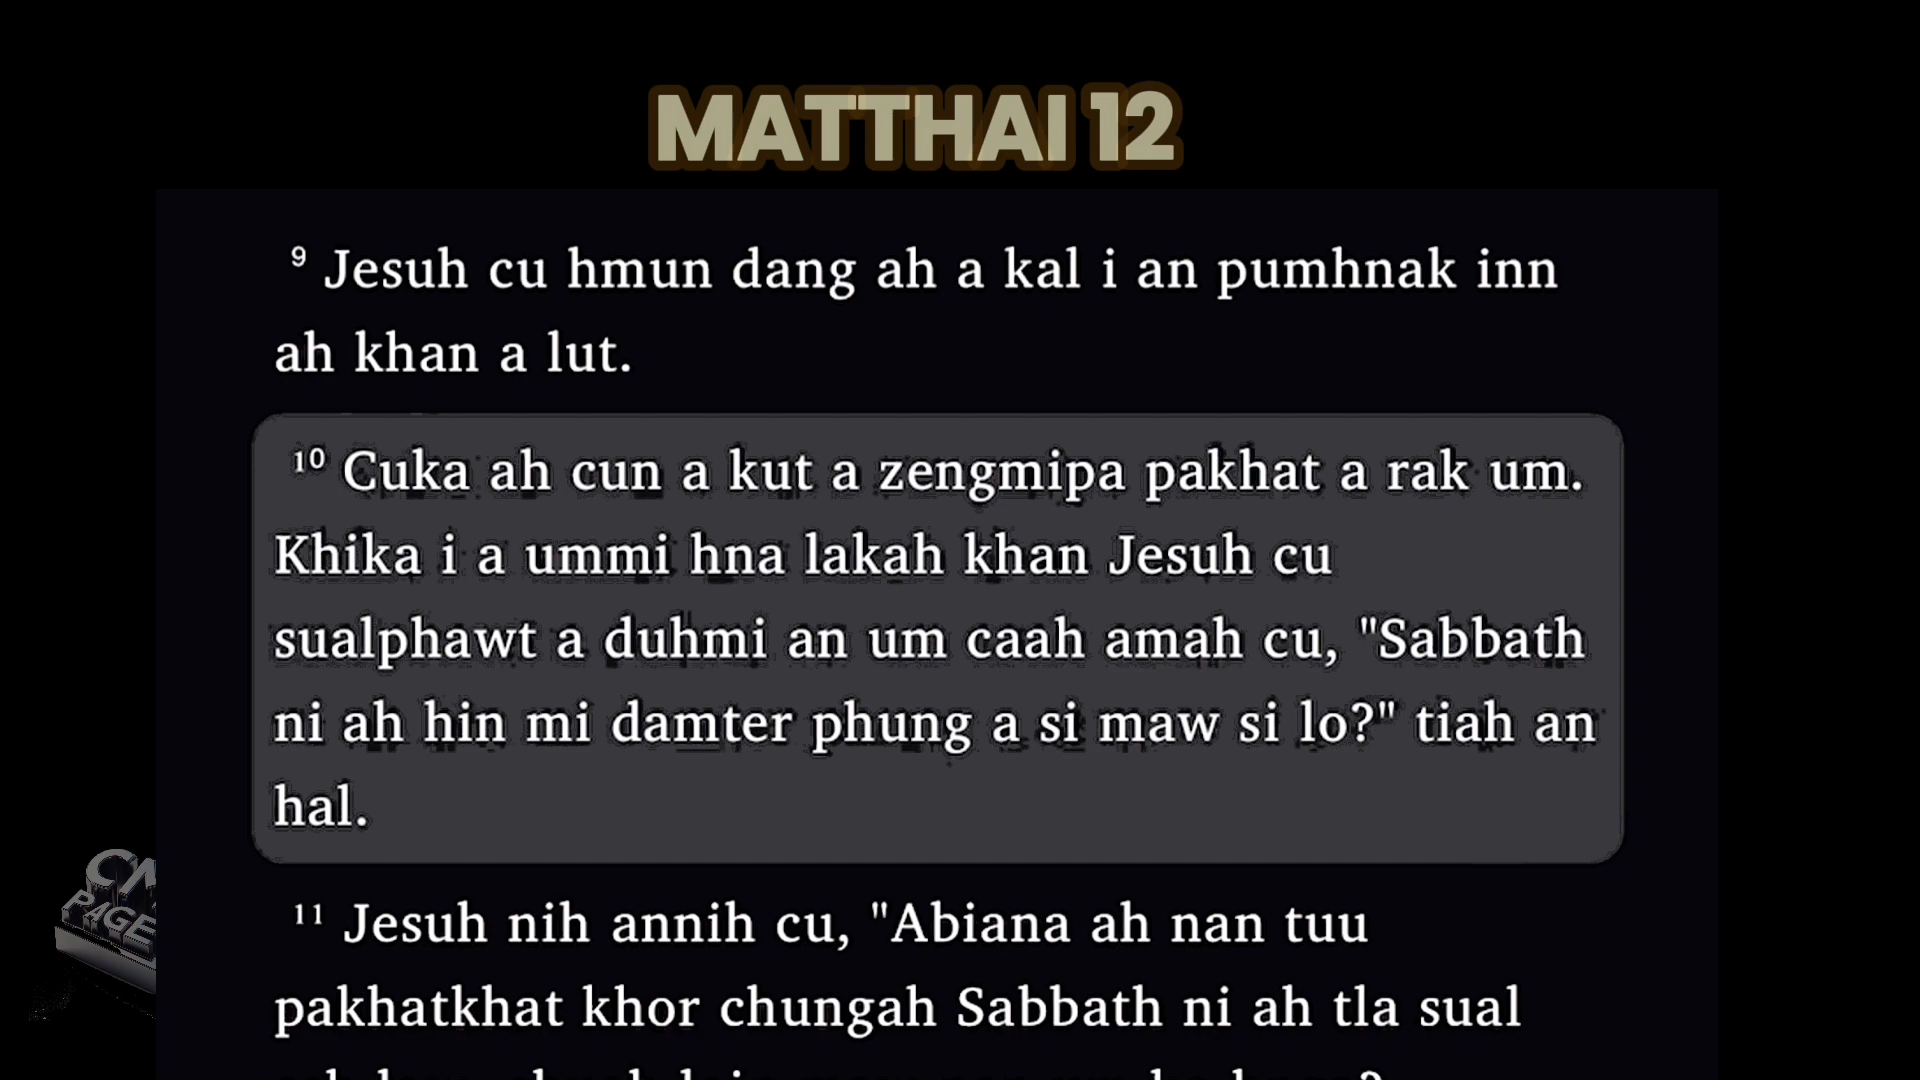 MATTHAI 12
9 Jesuh cu hmun dang ah a kal i an pumhnak inn
ah khan a lut.
10 Cuka ah cun a kut a zengmipa pakhat a rak um.
Khika i a ummi hna lakah khan Jesuh cu
sualphawt a duhmi an um caah amah cu, "Sabbath
ni ah hin mi damter phung a si maw si lo?" tiah an
hal.
11 Jesuh nih annih cu, "Abiana ah nan tuu
pakhatkhat khor chungah Sabbath ni ah tla sual
PAGE